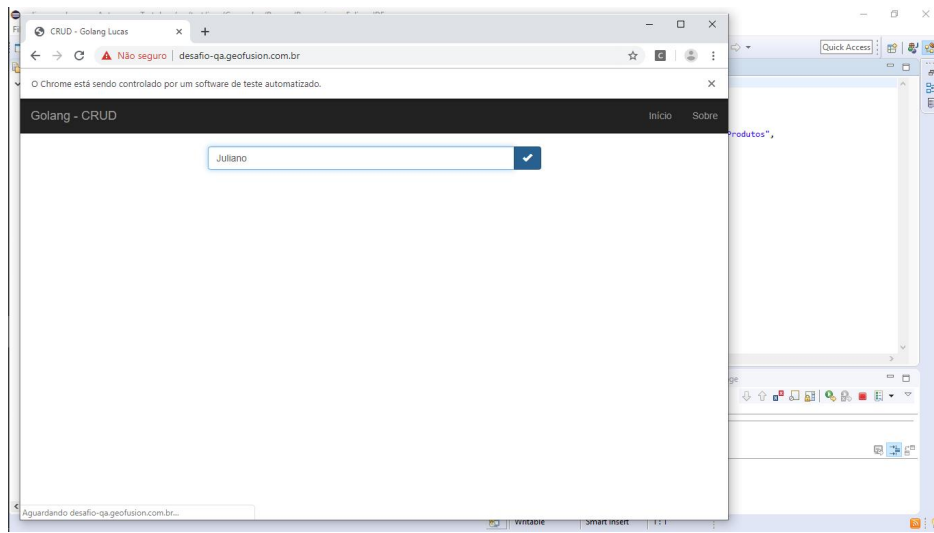 CRUD - Golang Lucas
Quick Access
Não seguro | desafio-qa.geofusion.com.br
O Chrome está sendo controlado por um software de teste automatizado.
Golang - CRUD
Início
Sobre
Produtos",
Juliano
Aguardando desafio-qa.geofusion.com.br...
Writable
Smart Insert
1 : 1